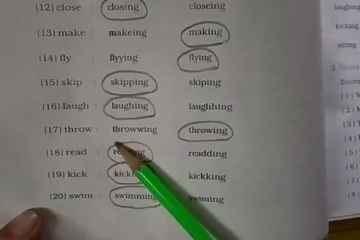 (12) close : closing closeing
(13) make : makeing making
(14) fly : flyying flying
(15) skip : skipping skiping
(16) laugh : laughing laughhing
(17) throw : throwwing throwing
(18) read : readding
(19) kick : kickking
(20) swim : swimming swiming